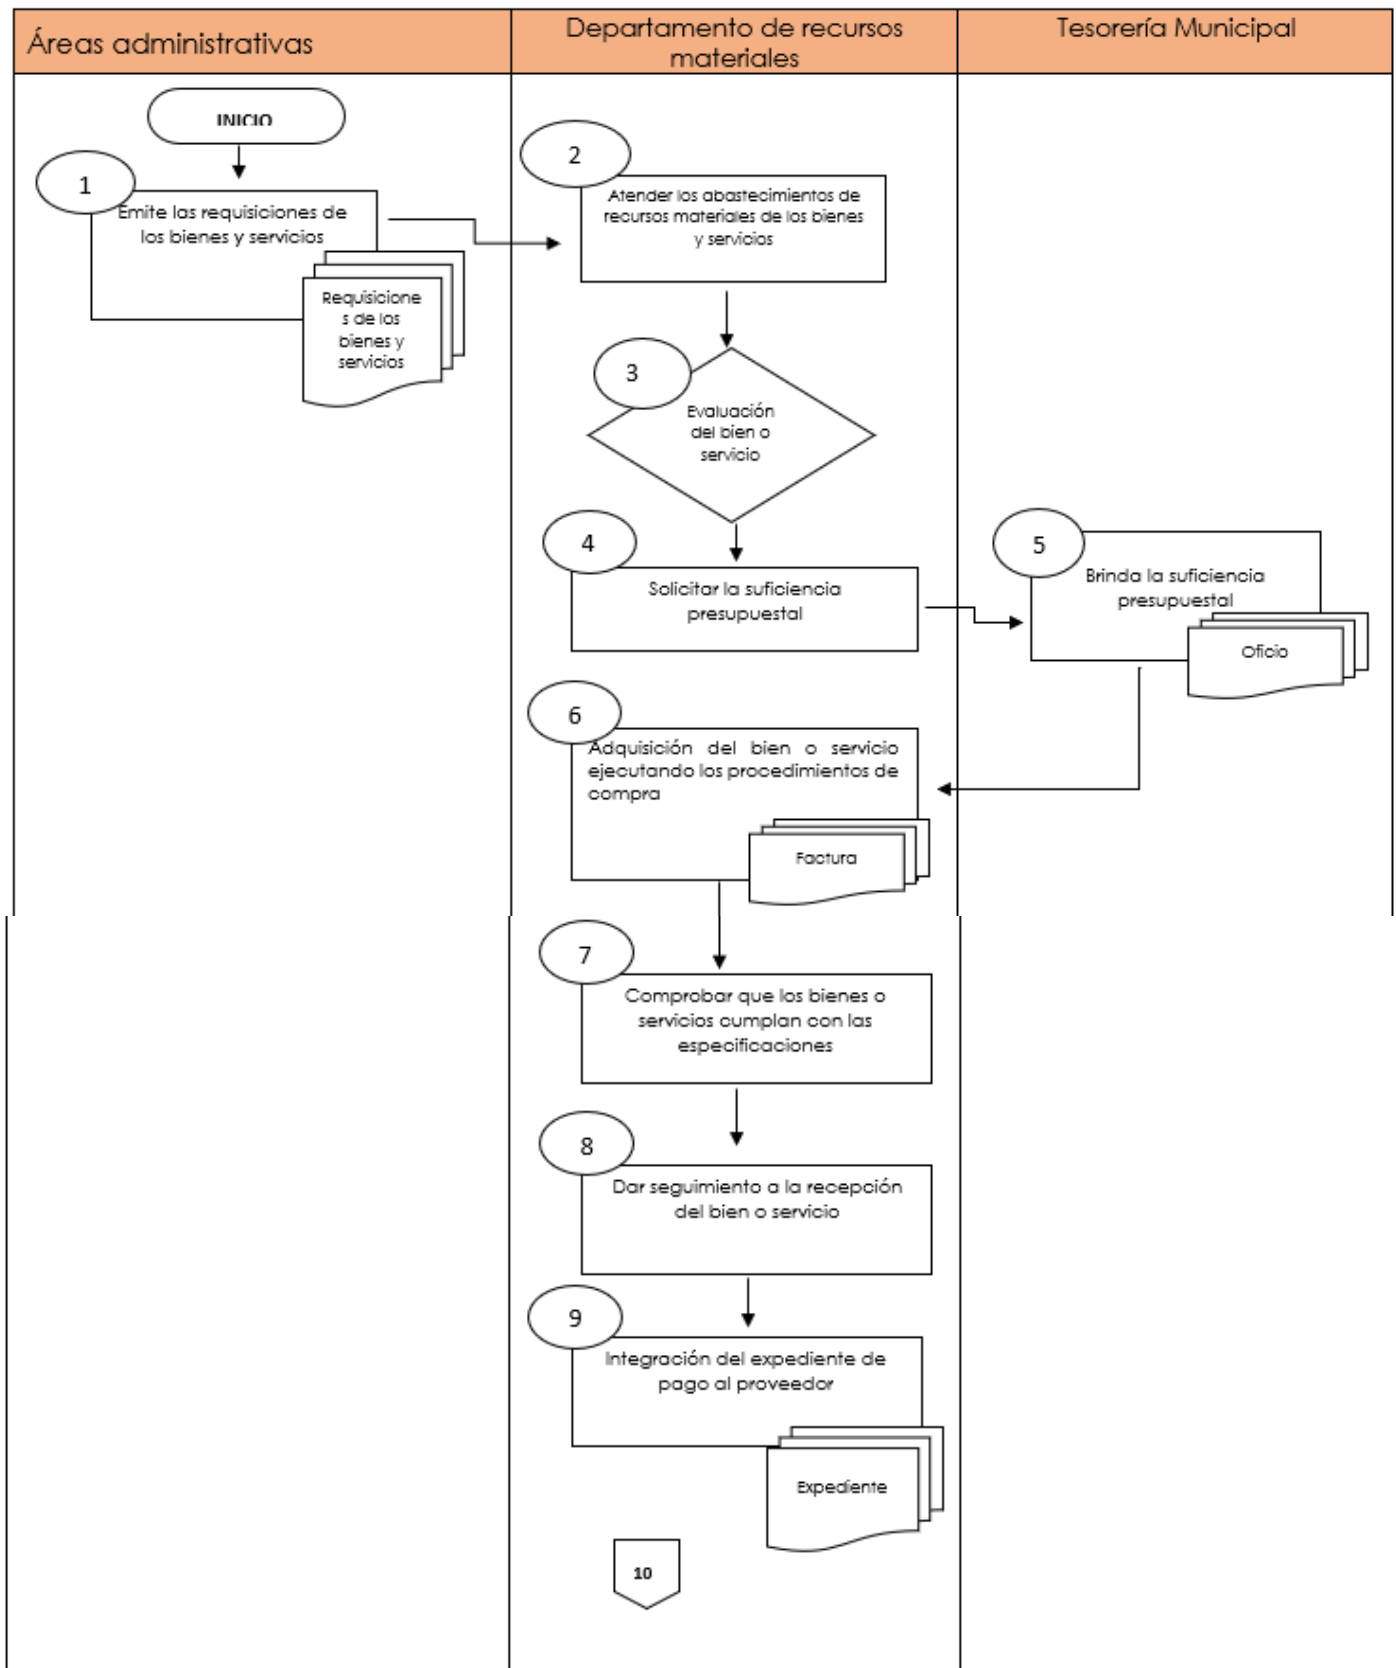 Áreas administrativas
Departamento de recursos
materiales
Tesorería Municipal
INICIO
1
Emite las requisiciones de
los bienes y servicios
Requisicione
s de los
bienes y
servicios
2
Atender los abastecimientos de
recursos materiales de los bienes
y servicios
3
Evaluación
del bien o
servicio
4
Solicitar la suficiencia
presupuestal
5
Brinda la suficiencia
presupuestal
Oficio
6
Adquisición del bien o servicio
ejecutando los procedimientos de
compra
Factura
7
Comprobar que los bienes o
servicios cumplan con las
especificaciones
8
Dar seguimiento a la recepción
del bien o servicio
9
Integración del expediente de
pago al proveedor
Expediente
10